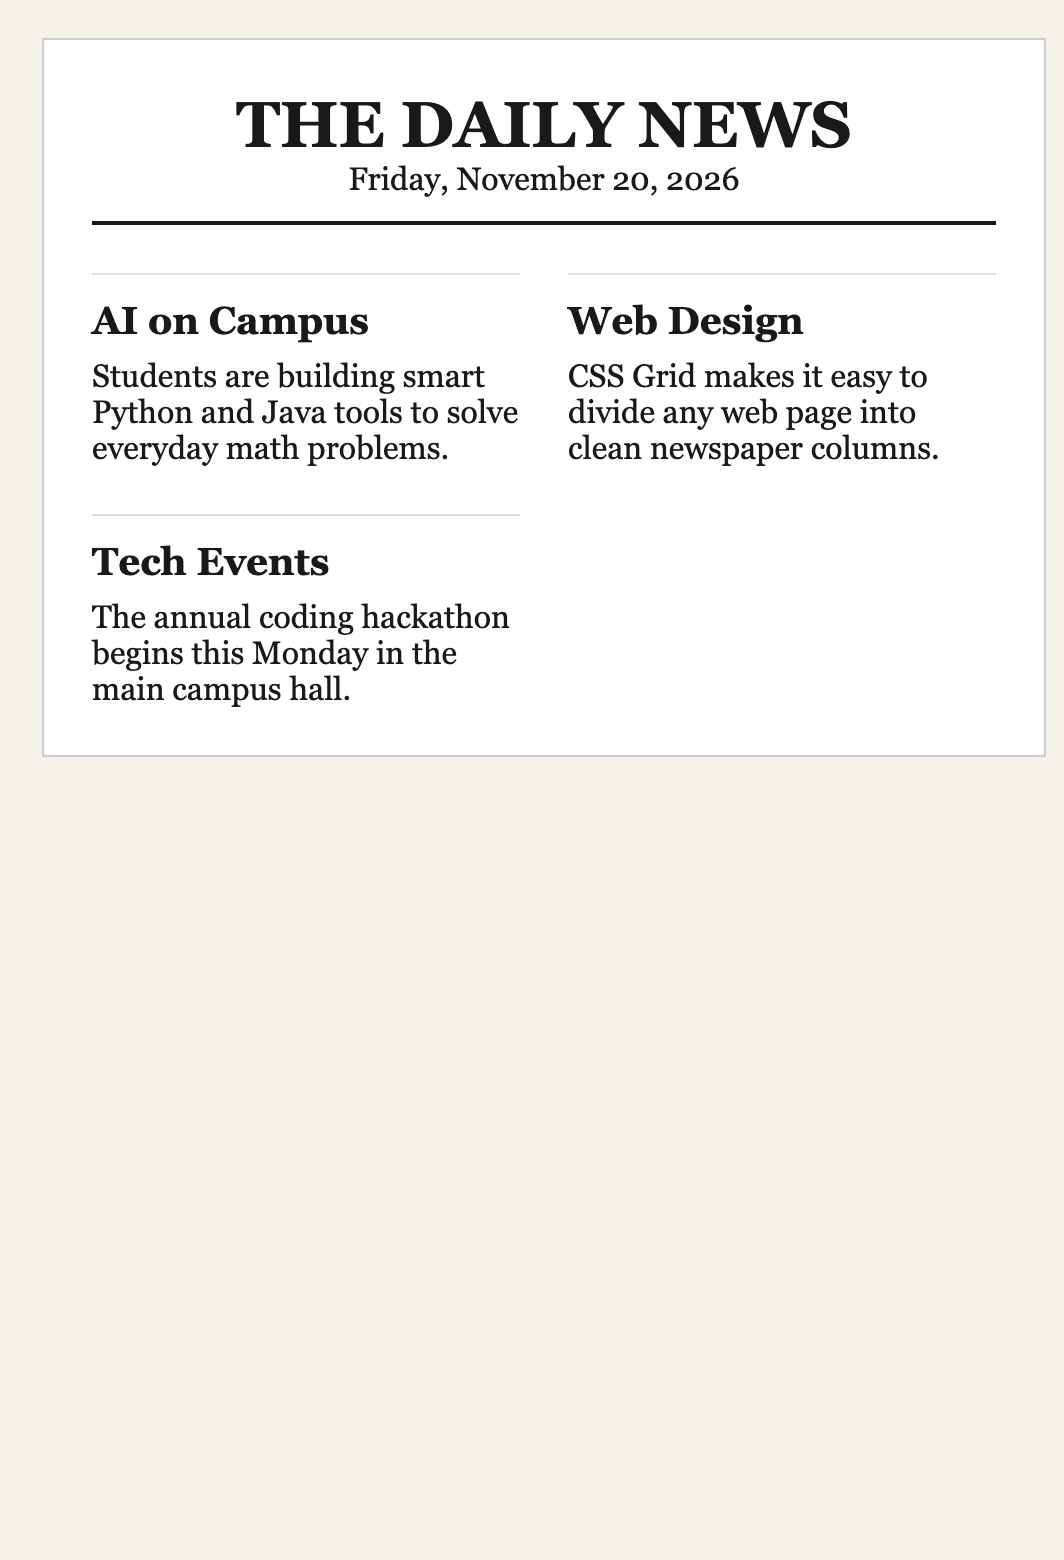 THE DAILY NEWS
Friday, November 20, 2026
AI on Campus
Students are building smart
Python and Java tools to solve
everyday math problems.
Web Design
CSS Grid makes it easy to
divide any web page into
clean newspaper columns.
Tech Events
The annual coding hackathon
begins this Monday in the
main campus hall.